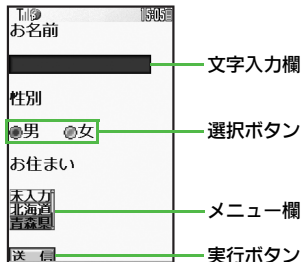 15:05
お名前
文字入力欄
性別
男 女
選択ボタン
お住まい
未入力
北海道
青森県
メニュー欄
送 信
実行ボタン